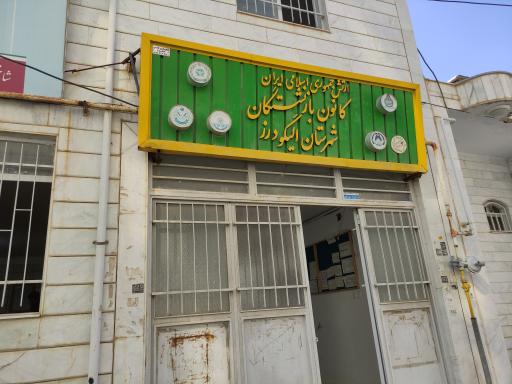 ارتش جمهوری اسلامی ایران
کانون بازنشستگان
شهرستان الیگودرز